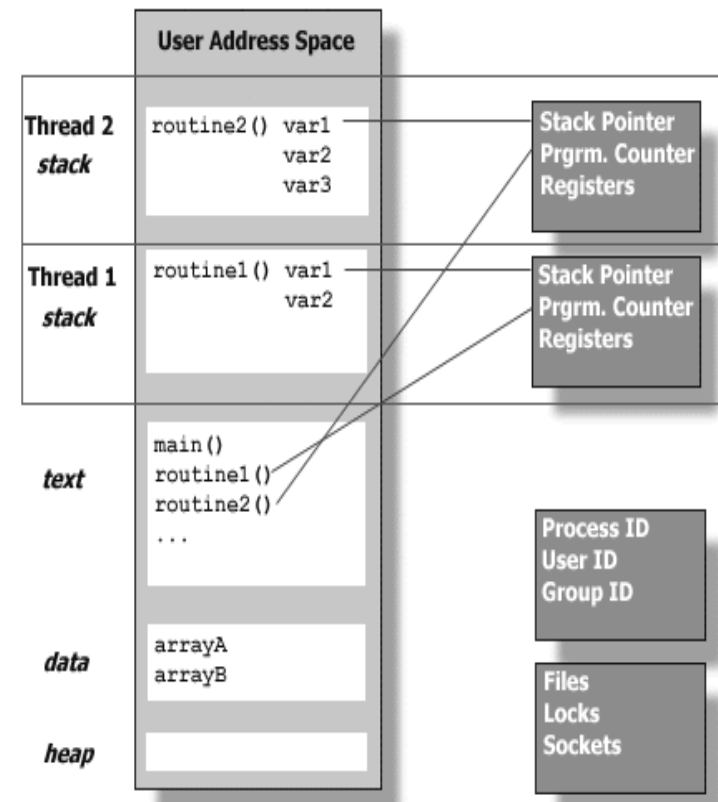 User Address Space
Thread 2
stack
routine2() var1
var2
var3
Stack Pointer
Prgrm. Counter
Registers
Thread 1
stack
routine1() var1
var2
Stack Pointer
Prgrm. Counter
Registers
text
main()
routine1()
routine2()
...
Process ID
User ID
Group ID
data
arrayA
arrayB
Files
Locks
Sockets
heap